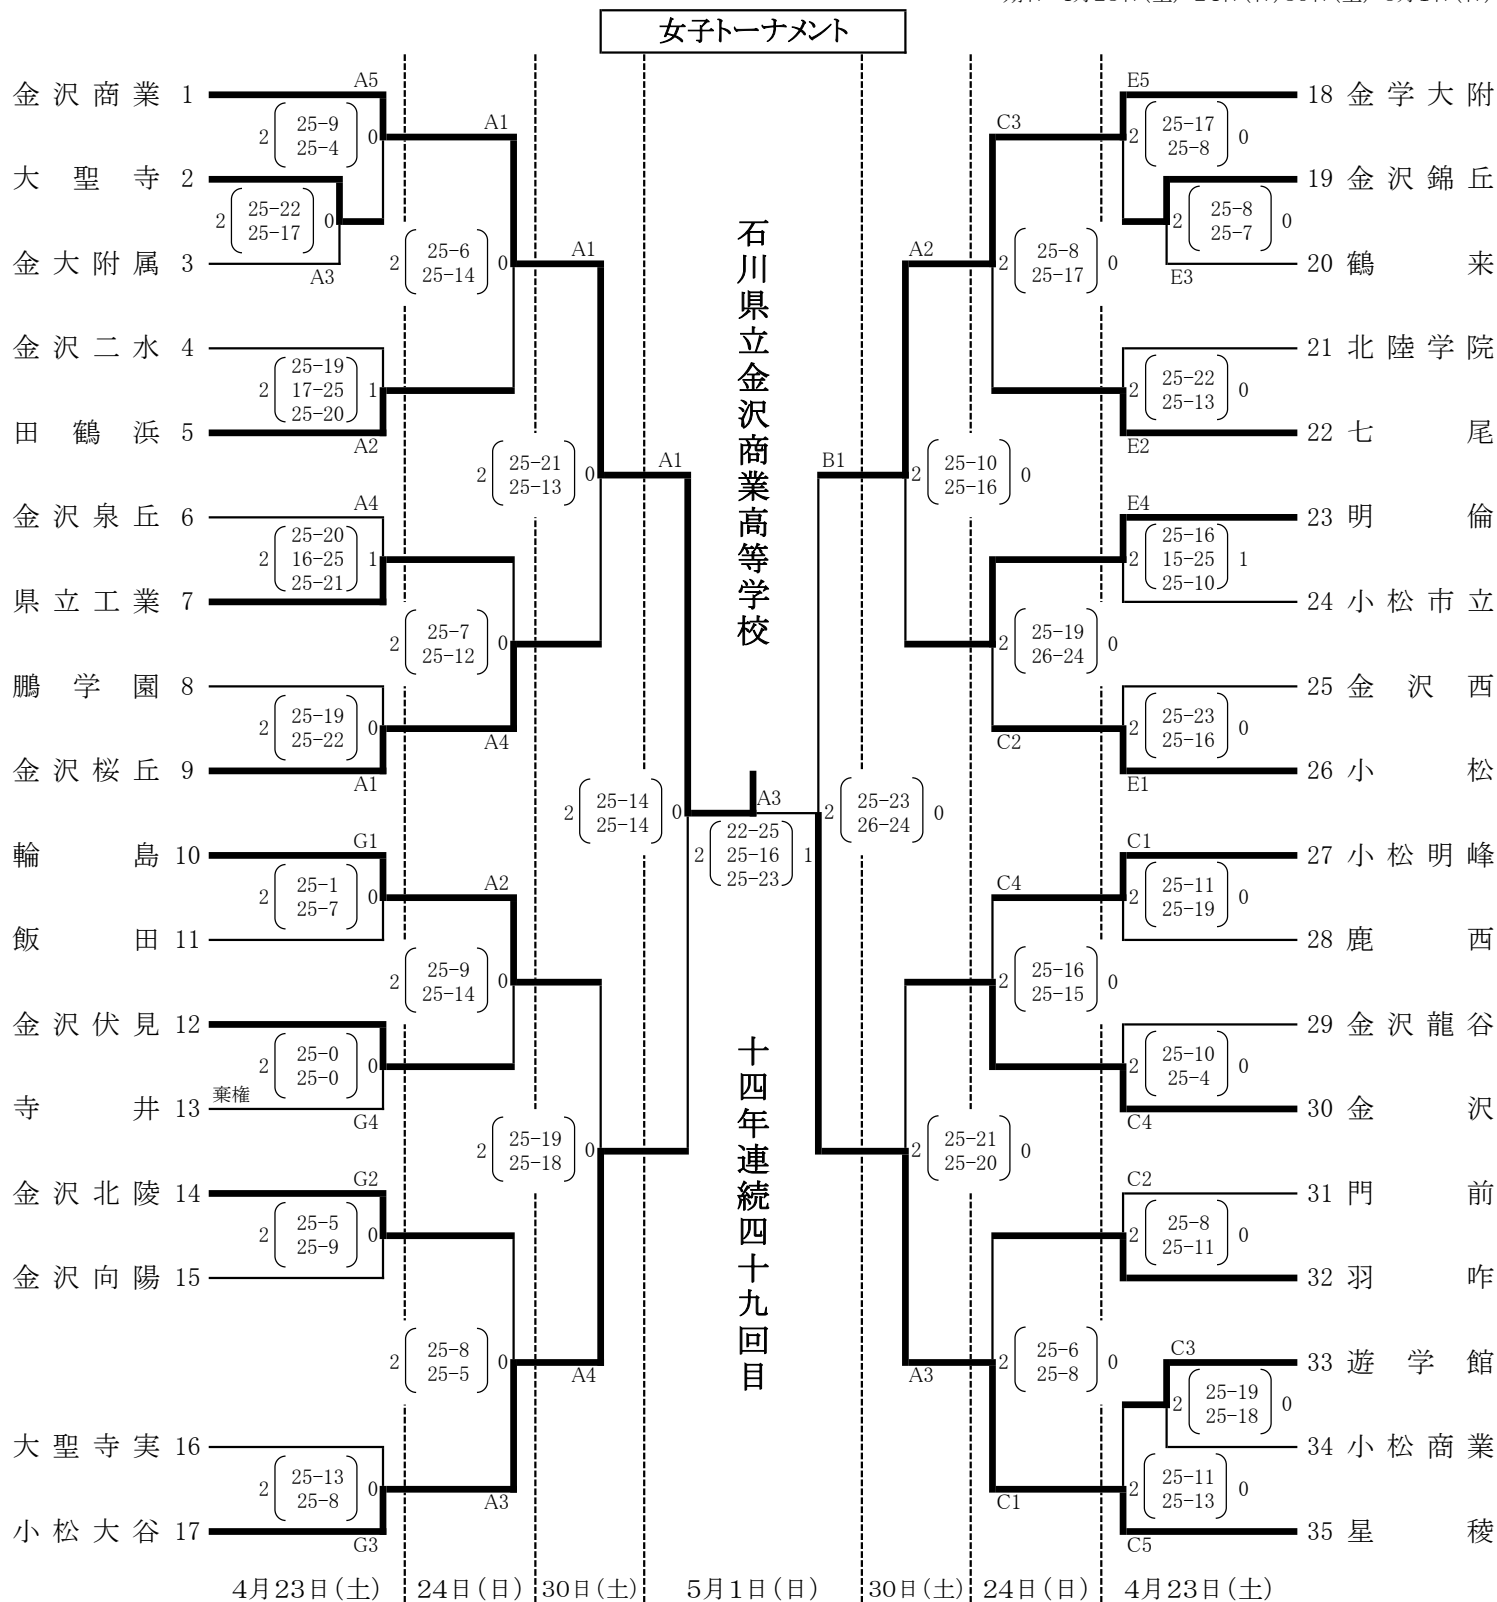 女子トーナメント
石川県立金沢商業高等学校
十四年連続四十九回目
金沢商業 1
A5
2 25-9 0
25-4
大聖寺 2
2 25-22 0
25-17
金大附属 3
A3
A1
2 25-6 0
25-14
金沢二水 4
2 25-19 1
17-25
25-20
田鶴浜 5
A2
A1
2 25-21 0
25-13
金沢泉丘 6
A4
2 25-20 1
16-25
25-21
県立工業 7
2 25-7 0
25-12
鵬学園 8
2 25-19 0
25-22
金沢桜丘 9
A1
A4
A1
2 25-14 0
25-14
輪島 10
G1
2 25-1 0
25-7
飯田 11
A2
2 25-9 0
25-14
金沢伏見 12
2 25-0 0
25-0
寺井 13
棄権
G4
2 25-19 0
25-18
金沢北陵 14
G2
2 25-5 0
25-9
金沢向陽 15
2 25-8 0
25-5
A4
大聖寺実 16
2 25-13 0
25-8
小松大谷 17
G3
A3
A3
2 22-25 1
25-16
25-23
E5
18 金学大附
2 25-17 0
25-8
19 金沢錦丘
2 25-8 0
25-7
20 鶴来
E3
C3
2 25-8 0
25-17
21 北陸学院
2 25-22 0
25-13
22 七尾
E2
A2
2 25-10 0
25-16
E4
23 明倫
2 25-16 1
15-25
25-10
24 小松市立
2 25-19 0
26-24
25 金沢西
2 25-23 0
25-16
26 小松
E1
C2
B1
2 25-23 0
26-24
C1
27 小松明峰
2 25-11 0
25-19
28 鹿西
C4
2 25-16 0
25-15
29 金沢龍谷
2 25-10 0
25-4
30 金沢
C4
2 25-21 0
25-20
C2
31 門前
2 25-8 0
25-11
32 羽咋
2 25-6 0
25-8
A3
C3
33 遊学館
2 25-19 0
25-18
34 小松商業
2 25-11 0
25-13
35 星稜
C5
C1
4月23日(土) 24日(日) 30日(土) 5月1日(日) 30日(土) 24日(日) 4月23日(土)